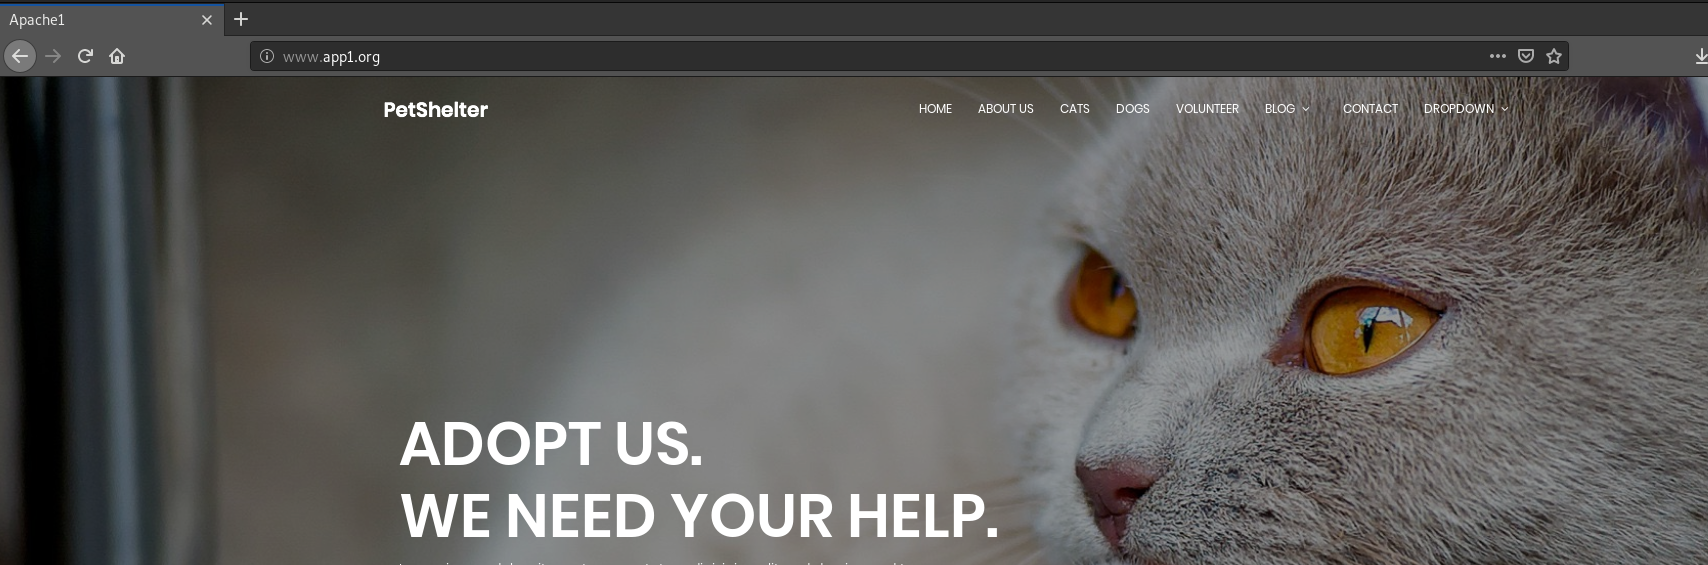 Apache1
www.app1.org
PetShelter
HOME ABOUT US CATS DOGS VOLUNTEER BLOG CONTACT DROPDOWN
ADOPT US.
WE NEED YOUR HELP.